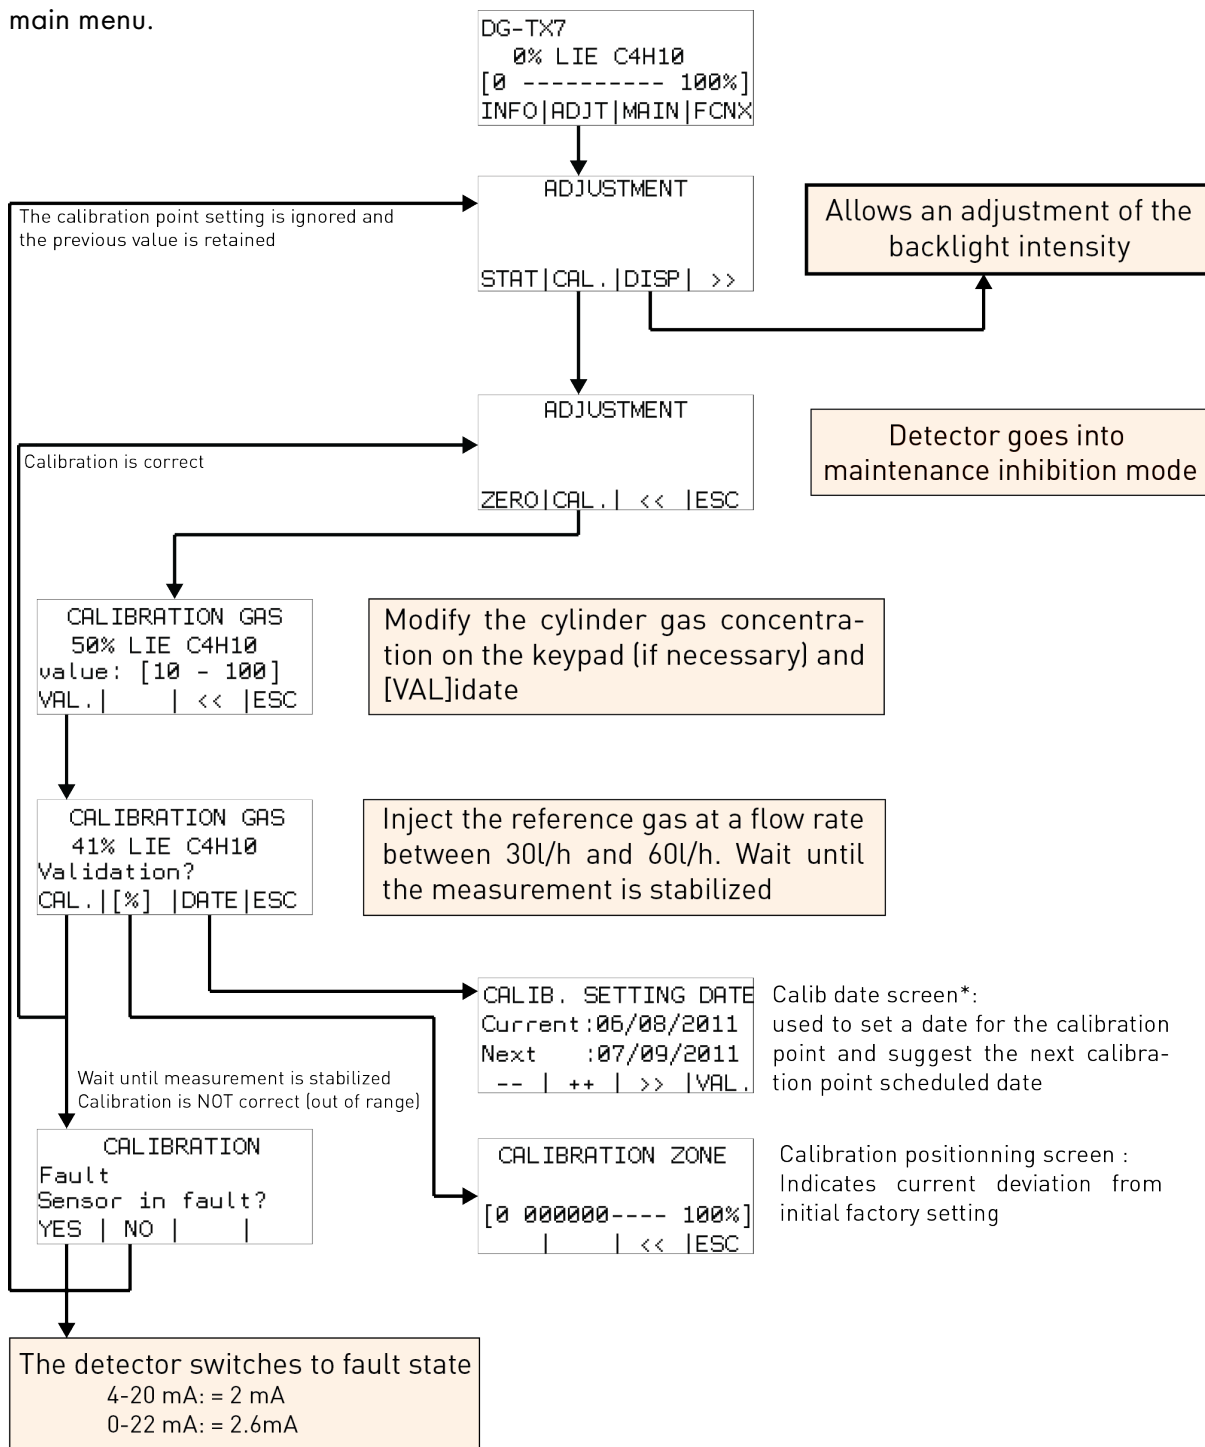 main menu.
DG-TX7
0% LIE C4H10
[0 ---------- 100%]
INFO|ADJT|MAIN|FCNX
ADJUSTMENT
STAT|CAL.|DISP| >>
The calibration point setting is ignored and
the previous value is retained
Allows an adjustment of the
backlight intensity
ADJUSTMENT
ZERO|CAL.| << |ESC
Calibration is correct
Detector goes into
maintenance inhibition mode
CALIBRATION GAS
50% LIE C4H10
value: [10 - 100]
VAL.| | << |ESC
Modify the cylinder gas concentra-
tion on the keypad (if necessary) and
[VAL]idate
CALIBRATION GAS
41% LIE C4H10
Validation?
CAL.|[%] |DATE|ESC
Inject the reference gas at a flow rate
between 30l/h and 60l/h. Wait until
the measurement is stabilized
CALIB. SETTING DATE
Current:06/08/2011
Next :07/09/2011
-- | ++ | >> |VAL.
Calib date screen*:
used to set a date for the calibration
point and suggest the next calibra-
tion point scheduled date
Wait until measurement is stabilized
Calibration is NOT correct (out of range)
CALIBRATION
Fault
Sensor in fault?
YES | NO | |
CALIBRATION ZONE
[0 000000---- 100%]
| | << |ESC
Calibration positionning screen :
Indicates current deviation from
initial factory setting
The detector switches to fault state
4-20 mA: = 2 mA
0-22 mA: = 2.6mA